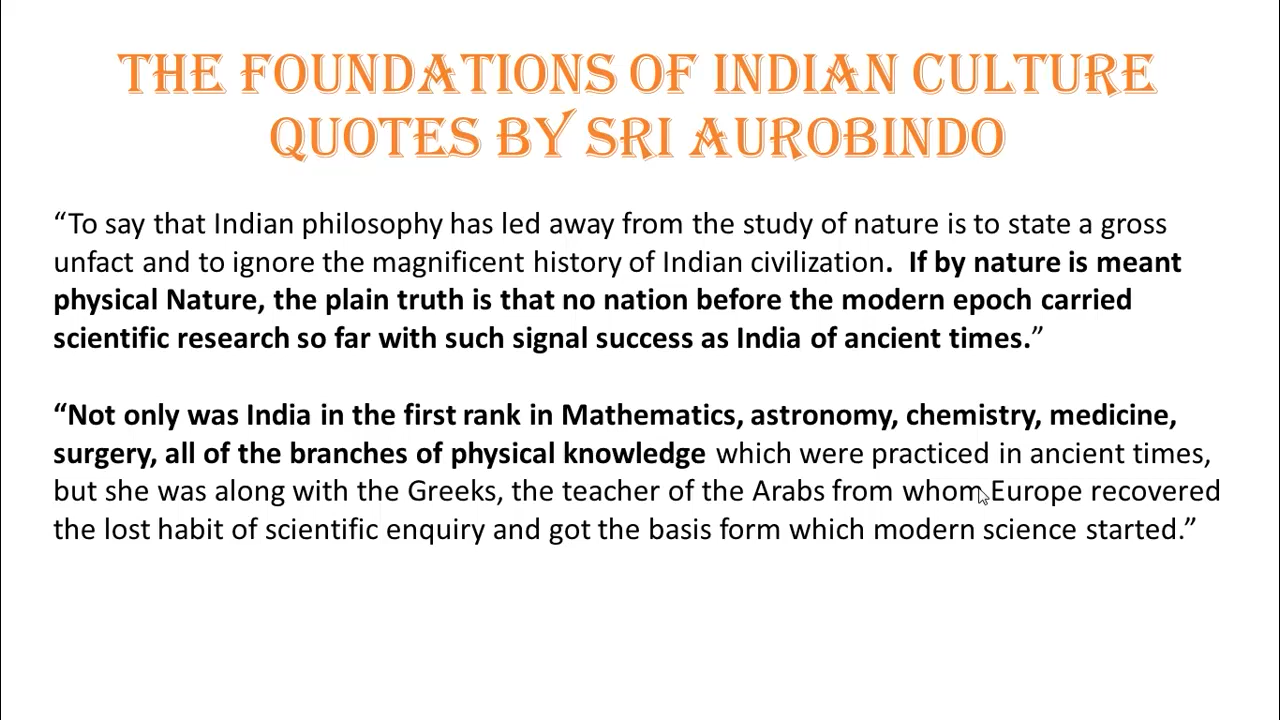 THE FOUNDATIONS OF INDIAN CULTURE
QUOTES BY SRI AUROBINDO
“To say that Indian philosophy has led away from the study of nature is to state a gross
unfact and to ignore the magnificent history of Indian civilization.  If by nature is meant
physical Nature, the plain truth is that no nation before the modern epoch carried
scientific research so far with such signal success as India of ancient times.”
“Not only was India in the first rank in Mathematics, astronomy, chemistry, medicine,
surgery, all of the branches of physical knowledge which were practiced in ancient times,
but she was along with the Greeks, the teacher of the Arabs from whom Europe recovered
the lost habit of scientific enquiry and got the basis form which modern science started.”